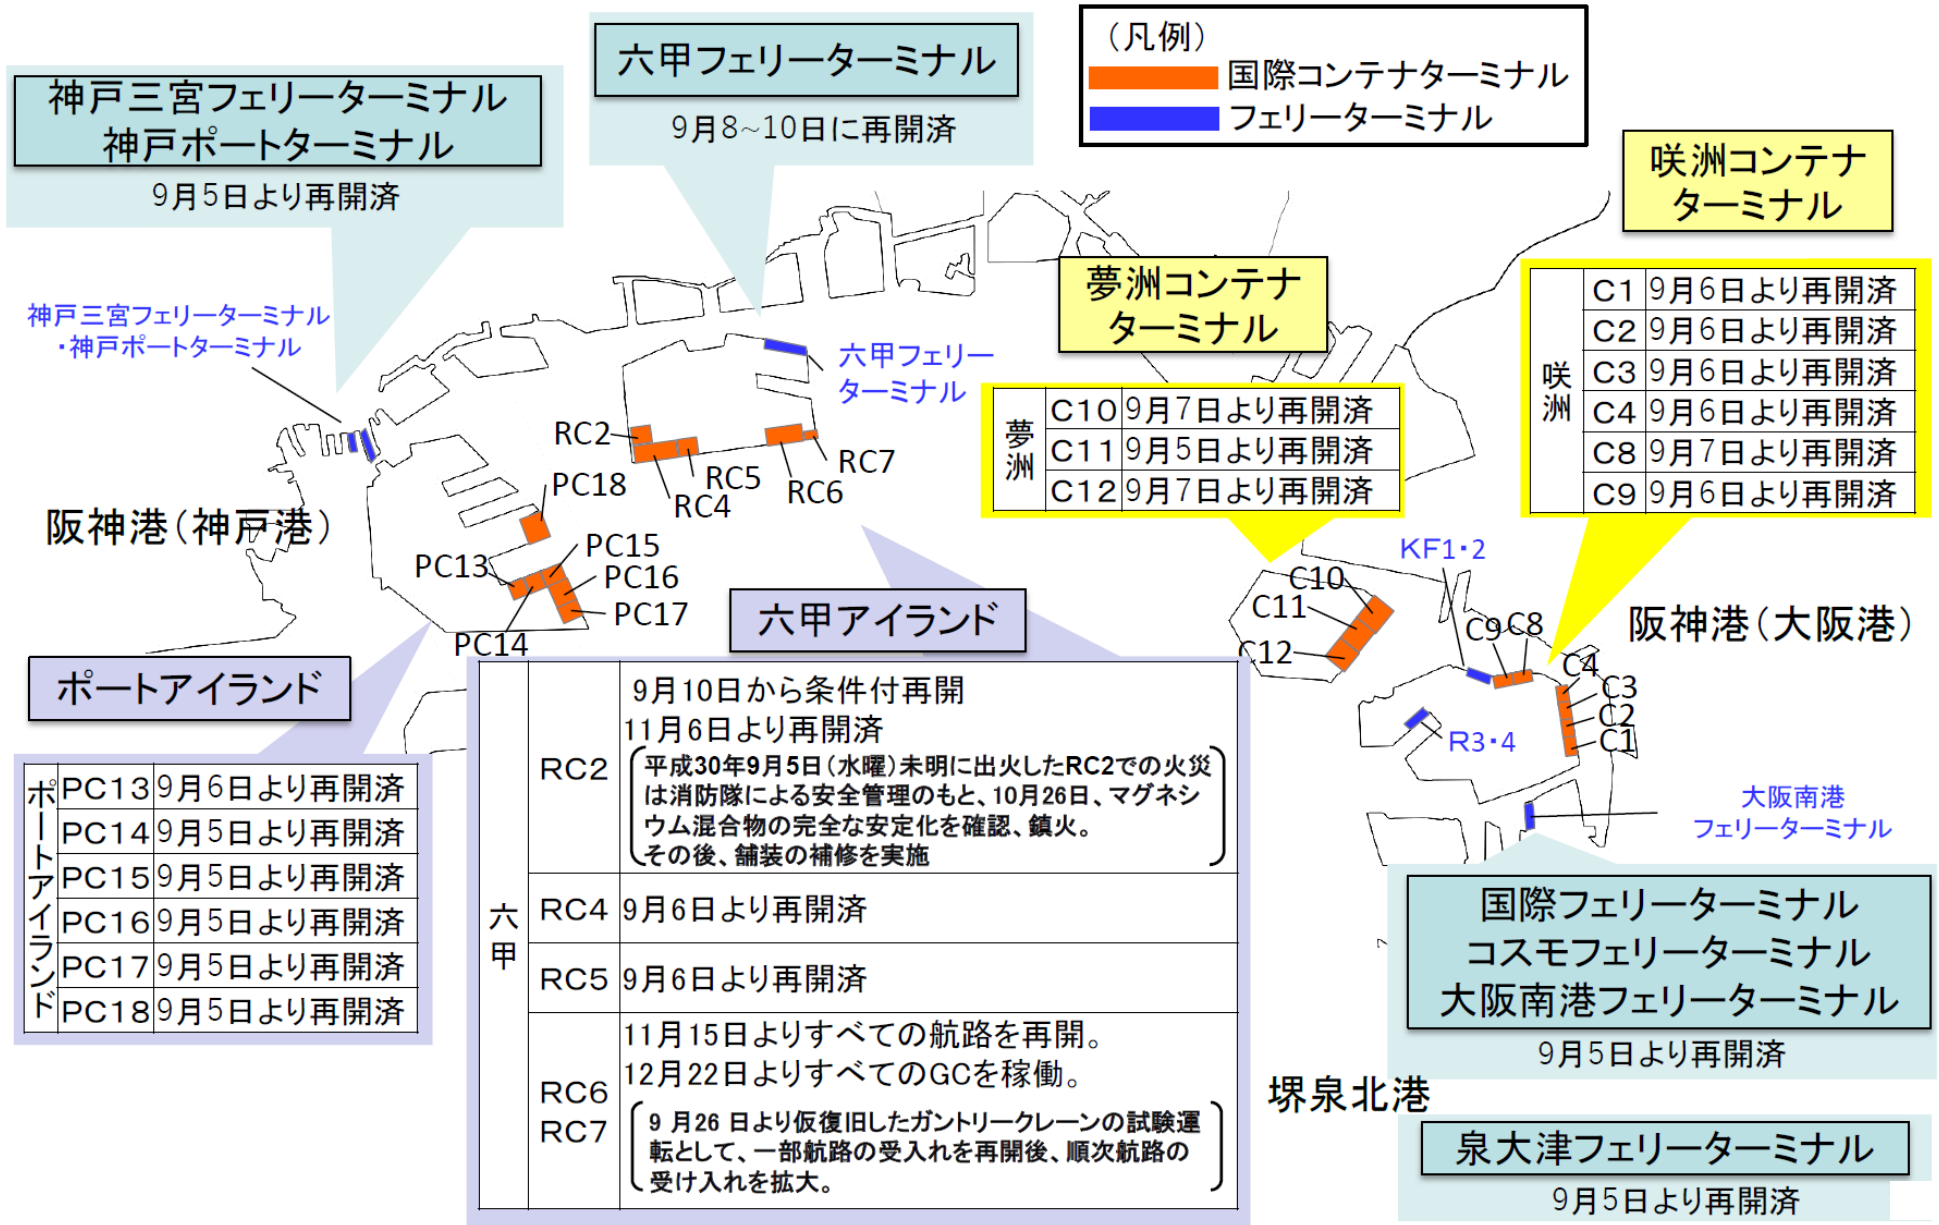 (凡例)
国際コンテナターミナル
フェリーターミナル
神戸三宮フェリーターミナル
神戸ポートターミナル
9月5日より再開済
六甲フェリーターミナル
9月8~10日に再開済
咲洲コンテナ
ターミナル
咲洲
C1 9月6日より再開済
C2 9月6日より再開済
C3 9月6日より再開済
C4 9月6日より再開済
C8 9月7日より再開済
C9 9月6日より再開済
夢洲コンテナ
ターミナル
夢洲
C10 9月7日より再開済
C11 9月5日より再開済
C12 9月7日より再開済
神戸三宮フェリーターミナル
・神戸ポートターミナル
六甲フェリー
ターミナル
RC2
RC4
RC5
RC6
RC7
PC18
PC15
PC13
PC16
PC17
PC14
阪神港(神戸港)
KF1・2
C10
C11
C12
C9
C8
C4
C3
C2
C1
R3・4
阪神港(大阪港)
大阪南港
フェリーターミナル
ポートアイランド
ポートアイランド
PC13 9月6日より再開済
PC14 9月5日より再開済
PC15 9月5日より再開済
PC16 9月5日より再開済
PC17 9月5日より再開済
PC18 9月5日より再開済
六甲アイランド
六甲
RC2
9月10日から条件付再開
11月6日より再開済
平成30年9月5日(水曜)未明に出火したRC2での火災
は消防隊による安全管理のもと、10月26日、マグネシ
ウム混合物の完全な安定化を確認、鎮火。
その後、舗装の補修を実施
RC4 9月6日より再開済
RC5 9月6日より再開済
RC6
RC7
11月15日よりすべての航路を再開。
12月22日よりすべてのGCを稼働。
9月26日より仮復旧したガントリークレーンの試験運
転として、一部航路の受入れを再開後、順次航路の
受け入れを拡大。
国際フェリーターミナル
コスモフェリーターミナル
大阪南港フェリーターミナル
9月5日より再開済
堺泉北港
泉大津フェリーターミナル
9月5日より再開済